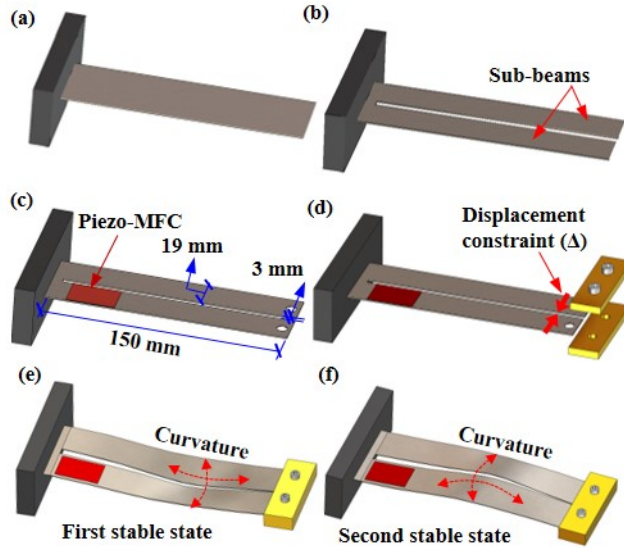 (a)
(b)
Sub-beams
(c)
Piezo-MFC
19 mm
3 mm
150 mm
(d)
Displacement
constraint (Δ)
(e)
Curvature
First stable state
(f)
Curvature
Second stable state